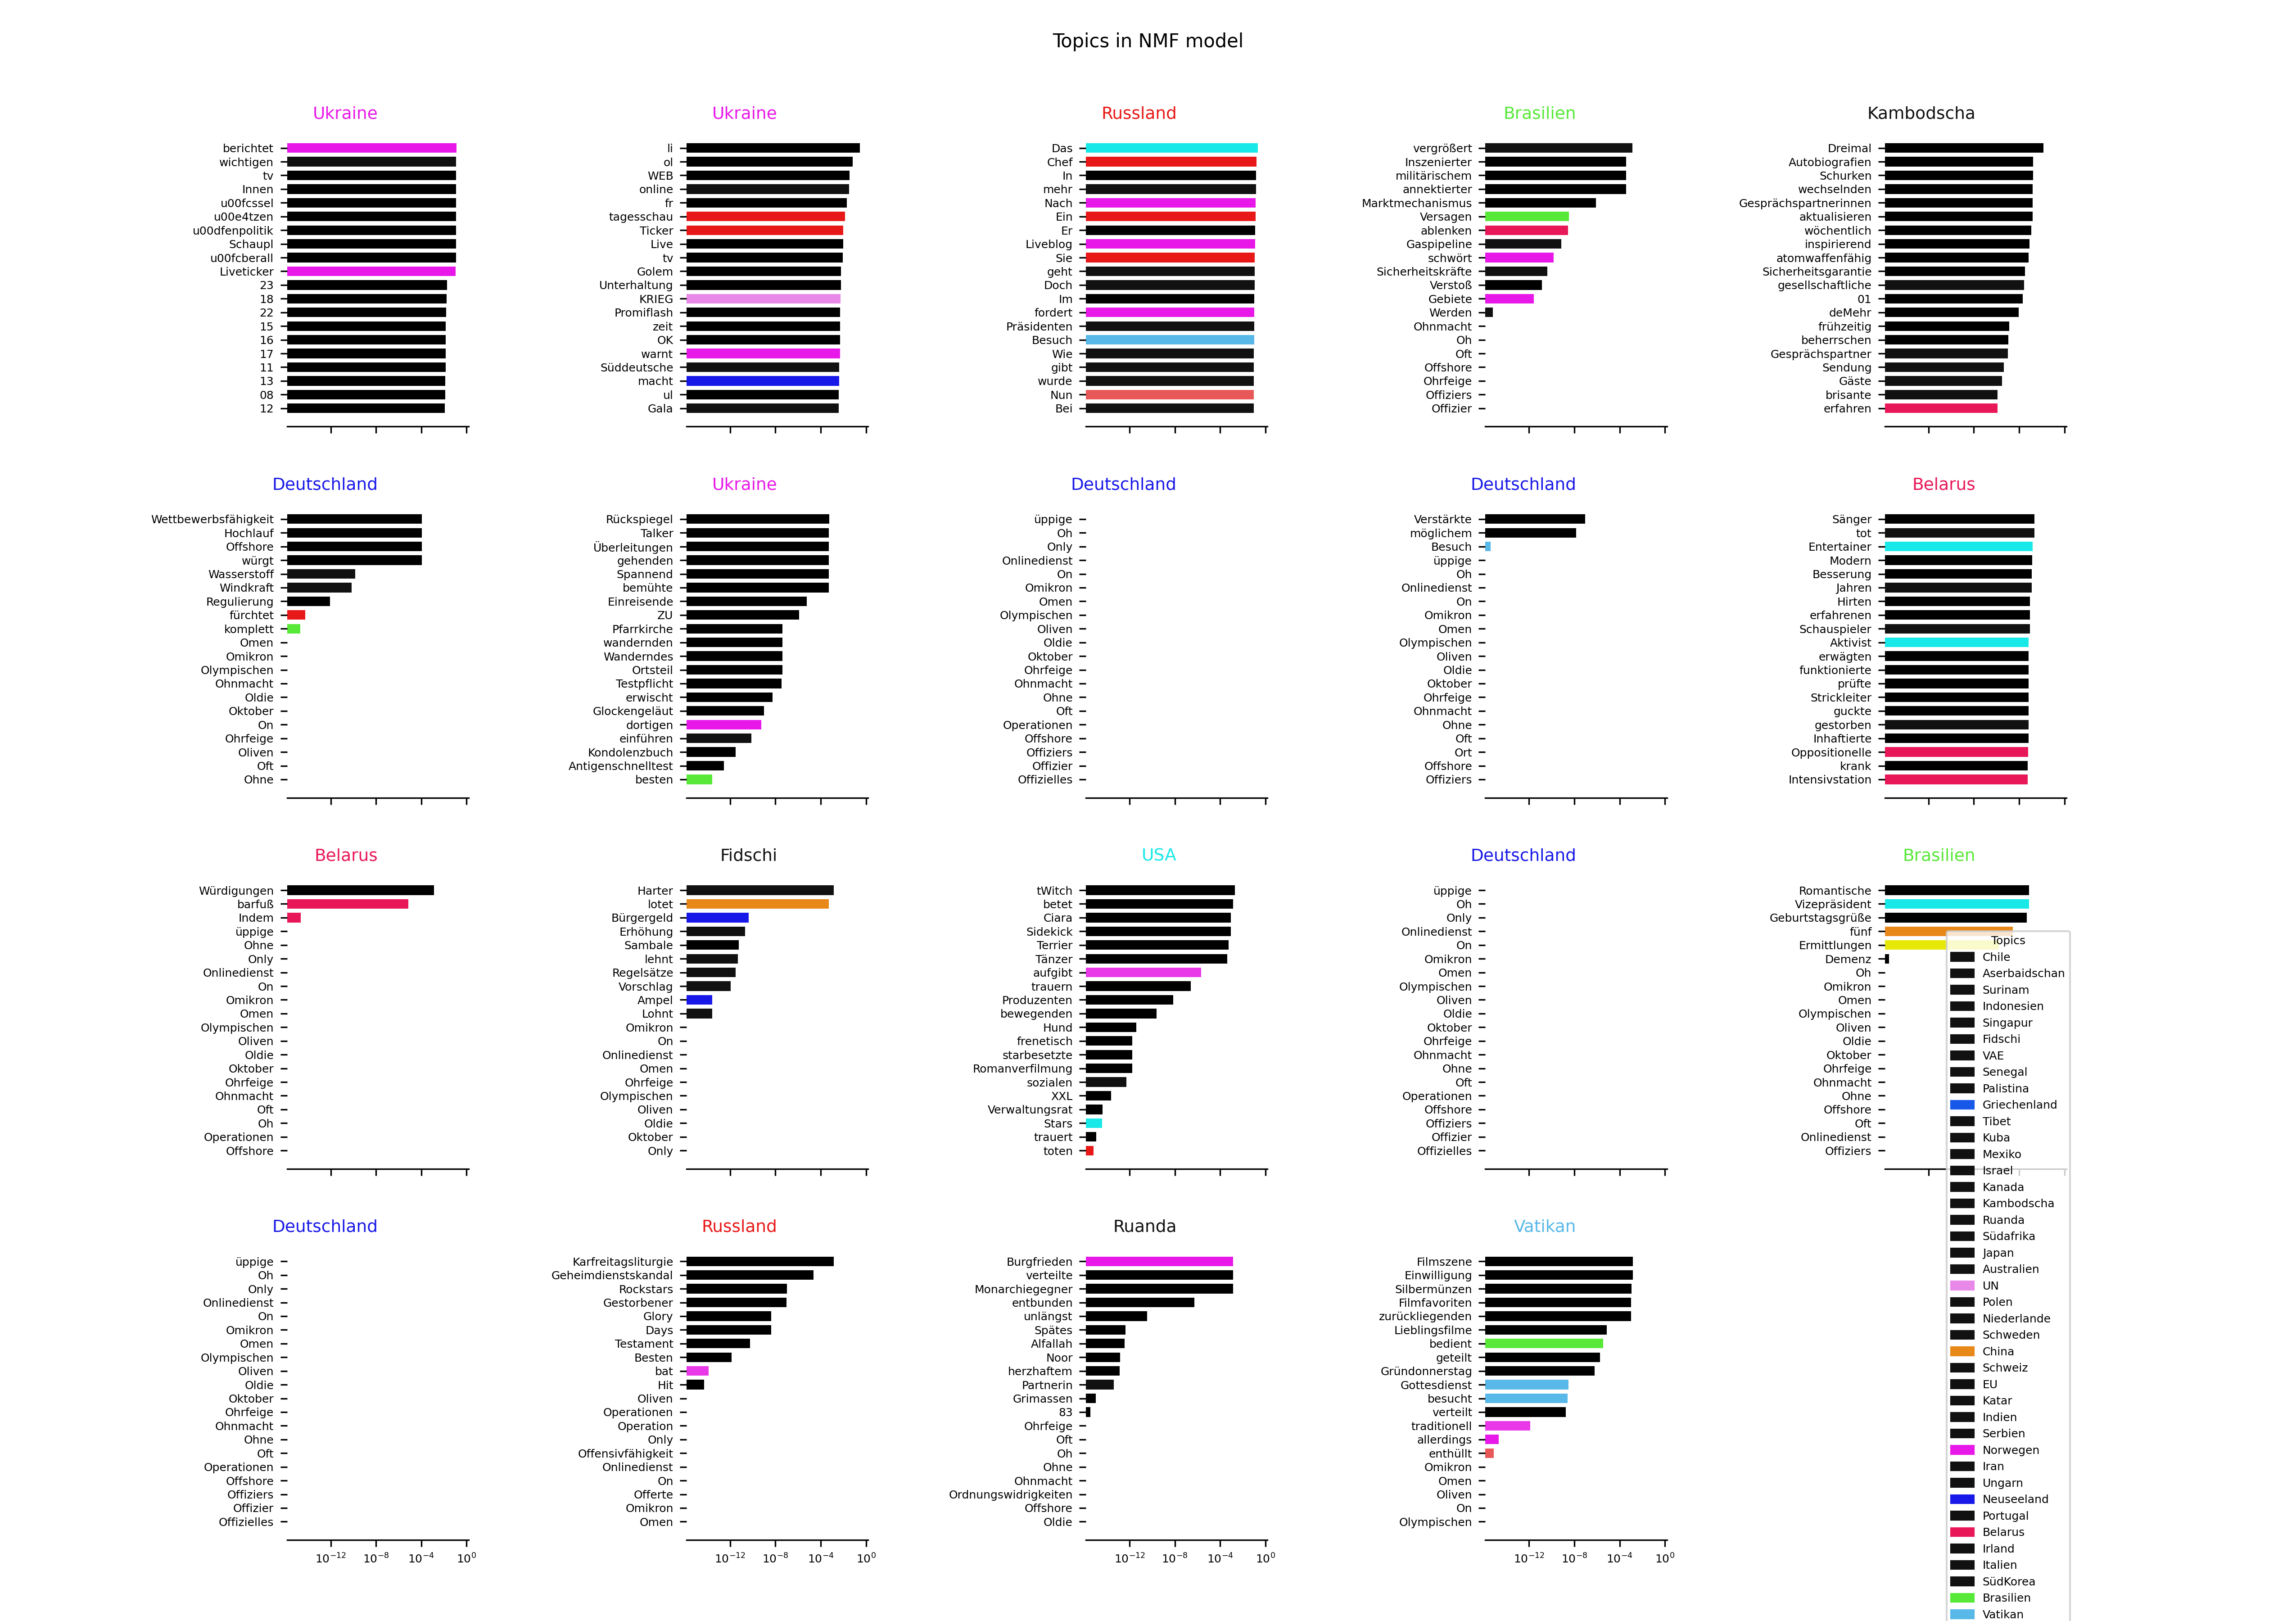 Topics in NMF model
Ukraine
berichtet
wichtigen
tv
Innen
u00fcssel
u00e4tzen
u00dfenpolitik
Schaupl
u00fcberall
Liveticker
23
18
22
15
16
17
11
13
08
12
Ukraine
li
ol
WEB
online
fr
tagesschau
Ticker
Live
tv
Golem
Unterhaltung
KRIEG
Promiflash
zeit
OK
warnt
Süddeutsche
macht
ul
Gala
Russland
Das
Chef
In
mehr
Nach
Ein
Er
Liveblog
Sie
geht
Doch
Im
fordert
Präsidenten
Besuch
Wie
gibt
wurde
Nun
Bei
Brasilien
vergrößert
Inszenierter
militärischem
annektierter
Marktmechanismus
Versagen
ablenken
Gaspipeline
schwört
Sicherheitskräfte
Verstoß
Gebiete
Werden
Ohnmacht
Oh
Oft
Offshore
Ohrfeige
Offiziers
Offizier
Kambodscha
Dreimal
Autobiografien
Schurken
wechselnden
Gesprächspartnerinnen
aktualisieren
wöchentlich
inspirierend
atomwaffenfähig
Sicherheitsgarantie
gesellschaftliche
01
deMehr
frühzeitig
beherrschen
Gesprächspartner
Sendung
Gäste
brisante
erfahren
Deutschland
Wettbewerbsfähigkeit
Hochlauf
Offshore
würgt
Wasserstoff
Windkraft
Regulierung
fürchtet
komplett
Omen
Omikron
Olympischen
Ohnmacht
Oldie
Oktober
On
Ohrfeige
Oliven
Oft
Ohne
Ukraine
Rückspiegel
Talker
Überleitungen
gehenden
Spannend
bemühte
Einreisende
ZU
Pfarrkirche
wandernden
Wanderndes
Ortsteil
Testpflicht
erwischt
Glockengeläut
dortigen
einführen
Kondolenzbuch
Antigenschnelltest
besten
Deutschland
üppige
Oh
Only
Onlinedienst
On
Omikron
Omen
Olympischen
Oliven
Oldie
Oktober
Ohrfeige
Ohnmacht
Ohne
Oft
Operationen
Offshore
Offiziers
Offizier
Offizielles
Deutschland
Verstärkte
möglichem
Besuch
üppige
Oh
Onlinedienst
On
Omikron
Omen
Olympischen
Oliven
Oldie
Oktober
Ohrfeige
Ohnmacht
Ohne
Oft
Ort
Offshore
Offiziers
Belarus
Sänger
tot
Entertainer
Modern
Besserung
Jahren
Hirten
erfahrenen
Schauspieler
Aktivist
erwägten
funktionierte
prüfte
Strickleiter
guckte
gestorben
Inhaftierte
Oppositionelle
krank
Intensivstation
Belarus
Würdigungen
barfuß
Indem
üppige
Ohne
Only
Onlinedienst
On
Omikron
Omen
Olympischen
Oliven
Oldie
Oktober
Ohrfeige
Ohnmacht
Oft
Oh
Operationen
Offshore
Fidschi
Harter
lotet
Bürgergeld
Erhöhung
Sambale
lehnt
Regelsätze
Vorschlag
Ampel
Lohnt
Omikron
On
Onlinedienst
Omen
Ohrfeige
Olympischen
Oliven
Oldie
Oktober
Only
USA
tWitch
betet
Ciara
Sidekick
Terrier
Tänzer
aufgibt
trauern
Produzenten
bewegenden
Hund
frenetisch
starbesetzte
Romanverfilmung
sozialen
XXL
Verwaltungsrat
Stars
trauert
toten
Deutschland
üppige
Oh
Only
Onlinedienst
On
Omikron
Omen
Olympischen
Oliven
Oldie
Oktober
Ohrfeige
Ohnmacht
Ohne
Oft
Operationen
Offshore
Offiziers
Offizier
Offizielles
Brasilien
Romantische
Vizepräsident
Geburtstagsgrüße
fünf
Ermittlungen
Demenz
Oh
Omikron
Omen
Olympischen
Oliven
Oldie
Oktober
Ohrfeige
Ohnmacht
Ohne
Offshore
Oft
Onlinedienst
Offiziers
Deutschland
üppige
Oh
Only
Onlinedienst
On
Omikron
Omen
Olympischen
Oliven
Oldie
Oktober
Ohrfeige
Ohnmacht
Ohne
Oft
Operationen
Offshore
Offiziers
Offizier
Offizielles
10⁻¹² 10⁻⁸ 10⁻⁴ 10⁰
Russland
Karfreitagsliturgie
Geheimdienstskandal
Rockstars
Gestorbener
Glory
Days
Testament
Besten
bat
Hit
Oliven
Operationen
Operation
Only
Offensivfähigkeit
Onlinedienst
On
Offerte
Omikron
Omen
10⁻¹² 10⁻⁸ 10⁻⁴ 10⁰
Ruanda
Burgfrieden
verteilte
Monarchiegegner
entbunden
unlängst
Spätes
Alfallah
Noor
herzhaftem
Partnerin
Grimassen
83
Ohrfeige
Oft
Oh
Ohne
Ohnmacht
Ordnungswidrigkeiten
Offshore
Oldie
10⁻¹² 10⁻⁸ 10⁻⁴ 10⁰
Vatikan
Filmszene
Einwilligung
Silbermünzen
Filmfavoriten
zurückliegenden
Lieblingsfilme
bedient
geteilt
Gründonnerstag
Gottesdienst
besucht
verteilt
traditionell
allerdings
enthüllt
Omikron
Omen
Oliven
On
Olympischen
10⁻¹² 10⁻⁸ 10⁻⁴ 10⁰
Topics
Chile
Aserbaidschan
Surinam
Indonesien
Singapur
Fidschi
VAE
Senegal
Palistina
Griechenland
Tibet
Kuba
Mexiko
Israel
Kanada
Kambodscha
Ruanda
Südafrika
Japan
Australien
UN
Polen
Niederlande
Schweden
China
Schweiz
EU
Katar
Indien
Serbien
Norwegen
Iran
Ungarn
Neuseeland
Portugal
Belarus
Irland
Italien
SüdKorea
Brasilien
Vatikan